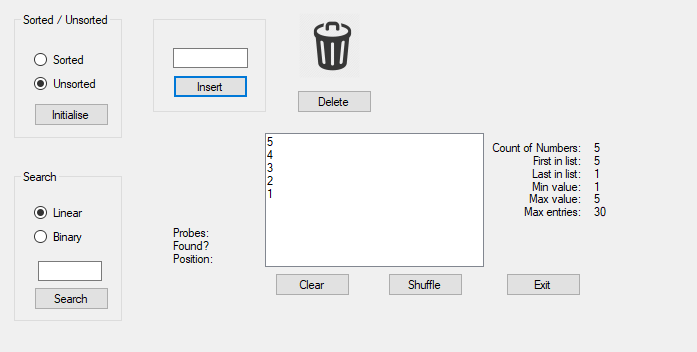 Sorted / Unsorted
Sorted
Unsorted
Initialise
Insert
Delete
5
4
3
2
1
Count of Numbers: 5
First in list: 5
Last in list: 1
Min value: 1
Max value: 5
Max entries: 30
Search
Linear
Binary
Search
Probes:
Found?
Position:
Clear
Shuffle
Exit